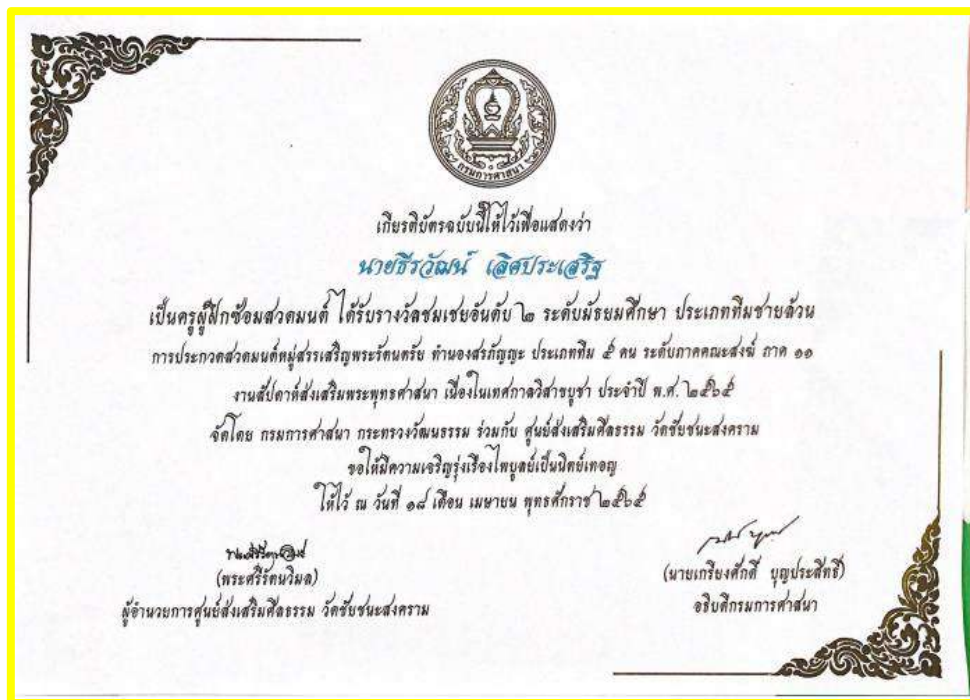 กรมการศาสนา
เกียรติบัตรฉบับนี้ให้ไว้เพื่อแสดงว่า
นายธีรวัฒน์ เลิศประเสริฐ
เป็นครูผู้ฝึกซ้อมสวดมนต์ ได้รับรางวัลชมเชยอันดับ ๒ ระดับมัธยมศึกษา ประเภททีมชายล้วน
การประกวดสวดมนต์หมู่สรรเสริญพระรัตนตรัย ทำนองสรภัญญะ ประเภททีม ๕ คน ระดับภาคคณะสงฆ์ ภาค ๑๑
งานสัปดาห์ส่งเสริมพระพุทธศาสนา เนื่องในเทศกาลวิสาขบูชา ประจำปี พ.ศ. ๒๕๖๕
จัดโดย กรมการศาสนา กระทรวงวัฒนธรรม ร่วมกับ ศูนย์ส่งเสริมศีลธรรม วัดชัยชนะสงคราม
ขอให้มีความเจริญรุ่งเรืองไพบูลย์เป็นนิตย์เทอญ
ให้ไว้ ณ วันที่ ๑๘ เดือน เมษายน พุทธศักราช ๒๕๖๕
(พระศรีรัตนวิมล)
ผู้อำนวยการศูนย์ส่งเสริมศีลธรรม วัดชัยชนะสงคราม
(นายเกรียงศักดิ์ บุญประสิทธิ์)
อธิบดีกรมการศาสนา